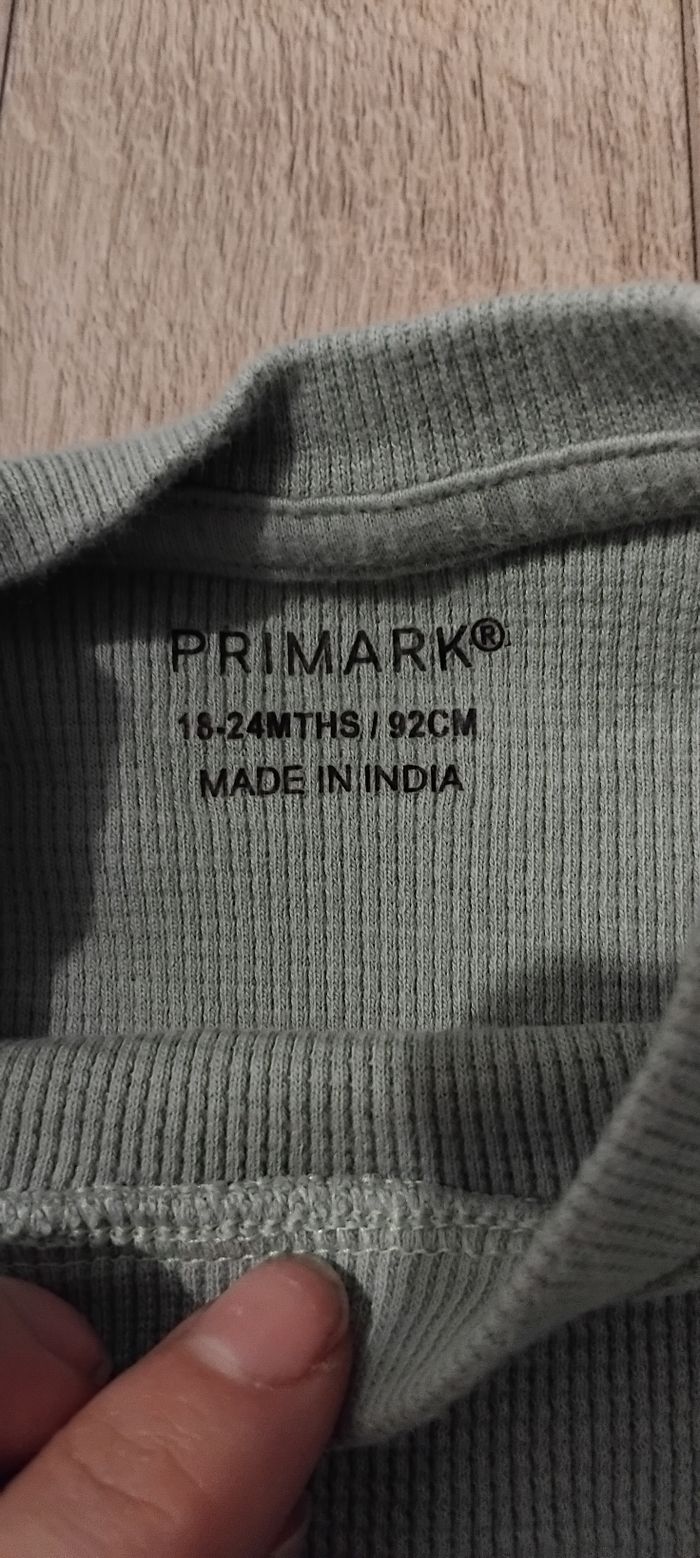 PRIMARK®
18-24MTHS / 92CM
MADE IN INDIA